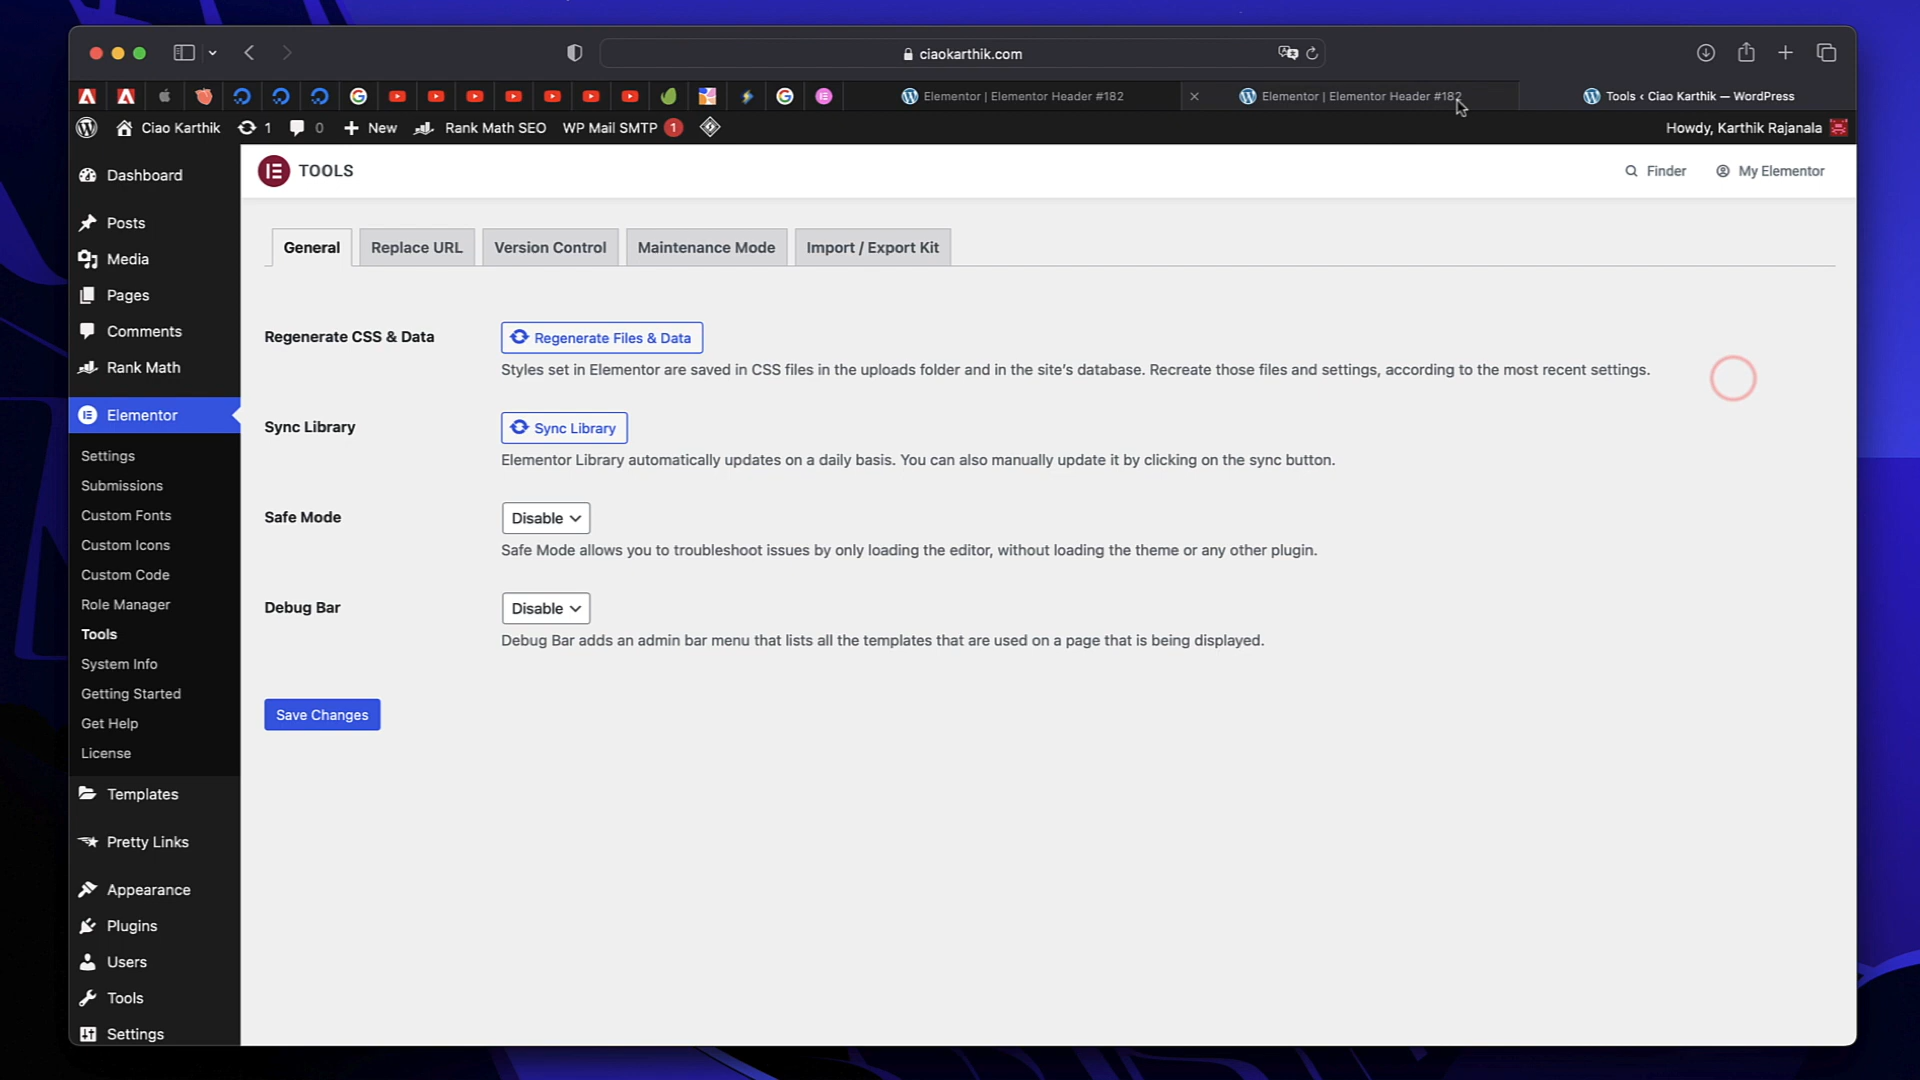 ciaokarthik.com
Elementor | Elementor Header #182
Elementor | Elementor Header #182
Tools ‹ Ciao Karthik — WordPress
Ciao Karthik
1
0
New
Rank Math SEO
WP Mail SMTP 1
Howdy, Karthik Rajanala
Dashboard
Posts
Media
Pages
Comments
Rank Math
Elementor
Settings
Submissions
Custom Fonts
Custom Icons
Custom Code
Role Manager
Tools
System Info
Getting Started
Get Help
License
Templates
Pretty Links
Appearance
Plugins
Users
Tools
Settings
TOOLS
Finder
My Elementor
General
Replace URL
Version Control
Maintenance Mode
Import / Export Kit
Regenerate CSS & Data
Regenerate Files & Data
Styles set in Elementor are saved in CSS files in the uploads folder and in the site's database. Recreate those files and settings, according to the most recent settings.
Sync Library
Sync Library
Elementor Library automatically updates on a daily basis. You can also manually update it by clicking on the sync button.
Safe Mode
Disable
Safe Mode allows you to troubleshoot issues by only loading the editor, without loading the theme or any other plugin.
Debug Bar
Disable
Debug Bar adds an admin bar menu that lists all the templates that are used on a page that is being displayed.
Save Changes